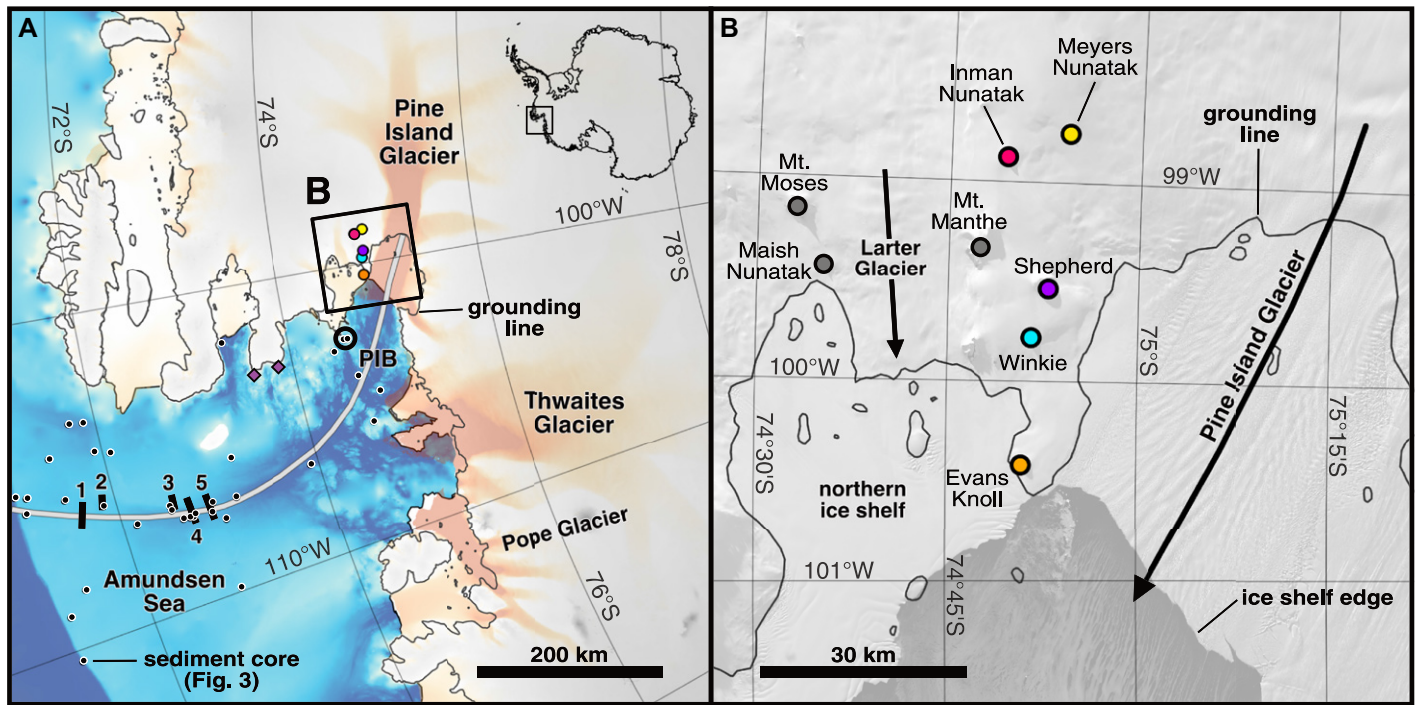 A
72°S
74°S
Pine
Island
Glacier
B
100°W
78°S
grounding
line
PIB
Thwaites
Glacier
1
2
3
5
4
110°W
Pope Glacier
Amundsen
Sea
76°S
sediment core
(Fig. 3)
200 km
B
Meyers
Nunatak
Inman
Nunatak
grounding
line
Mt.
Moses
99°W
Mt.
Manthe
Maish
Nunatak
Larter
Glacier
Shepherd
Winkie
75°S
Pine Island Glacier
100°W
74°30'S
75°15'S
Evans
Knoll
northern
ice shelf
101°W
74°45'S
ice shelf edge
30 km